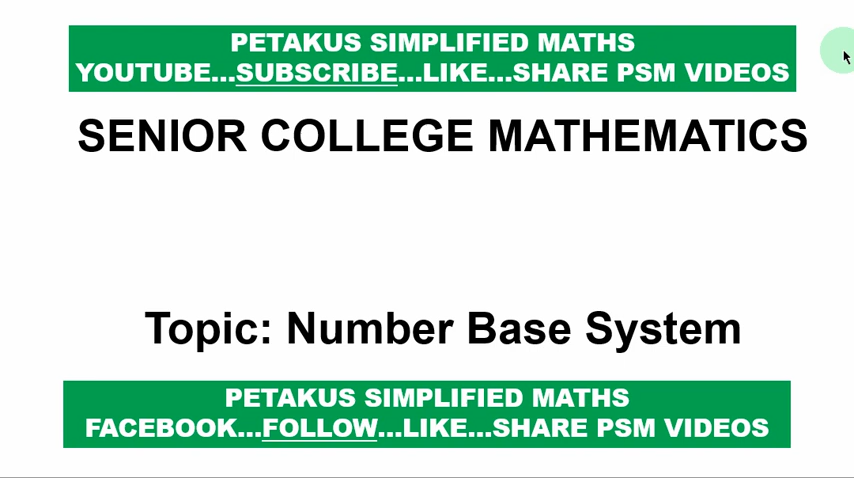 PETAKUS SIMPLIFIED MATHS
YOUTUBE...SUBSCRIBE...LIKE...SHARE PSM VIDEOS
SENIOR COLLEGE MATHEMATICS
Topic: Number Base System
PETAKUS SIMPLIFIED MATHS
FACEBOOK...FOLLOW...LIKE...SHARE PSM VIDEOS